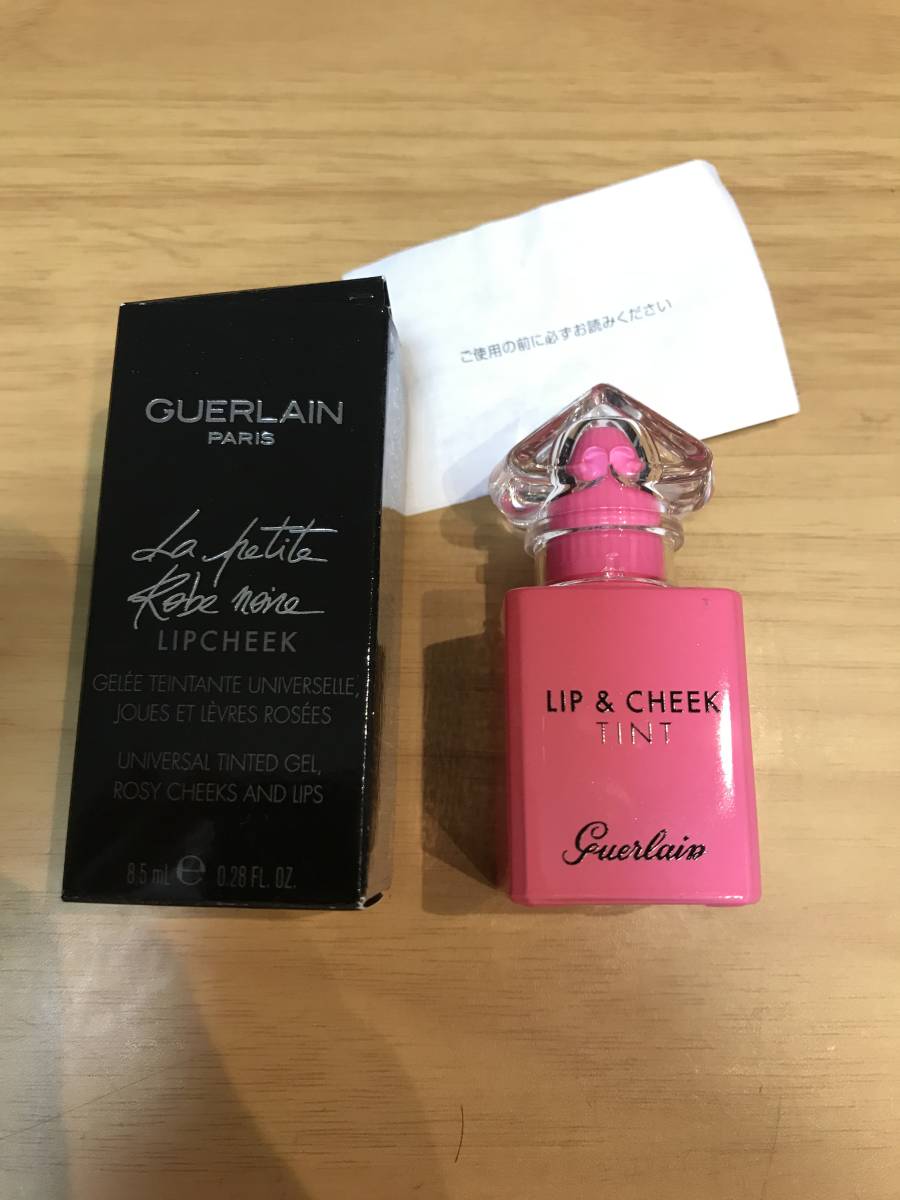 ご使用の前に必ずお読みください
GUERLAIN
PARIS
La petite
Robe noire
LIPCHEEK
GELÉE TEINTANTE UNIVERSELLE,
JOUES ET LÈVRES ROSÉES
UNIVERSAL TINTED GEL,
ROSY CHEEKS AND LIPS
8.5 mL e 0.28 FL. OZ.
LIP & CHEEK
TINT
Guerlain